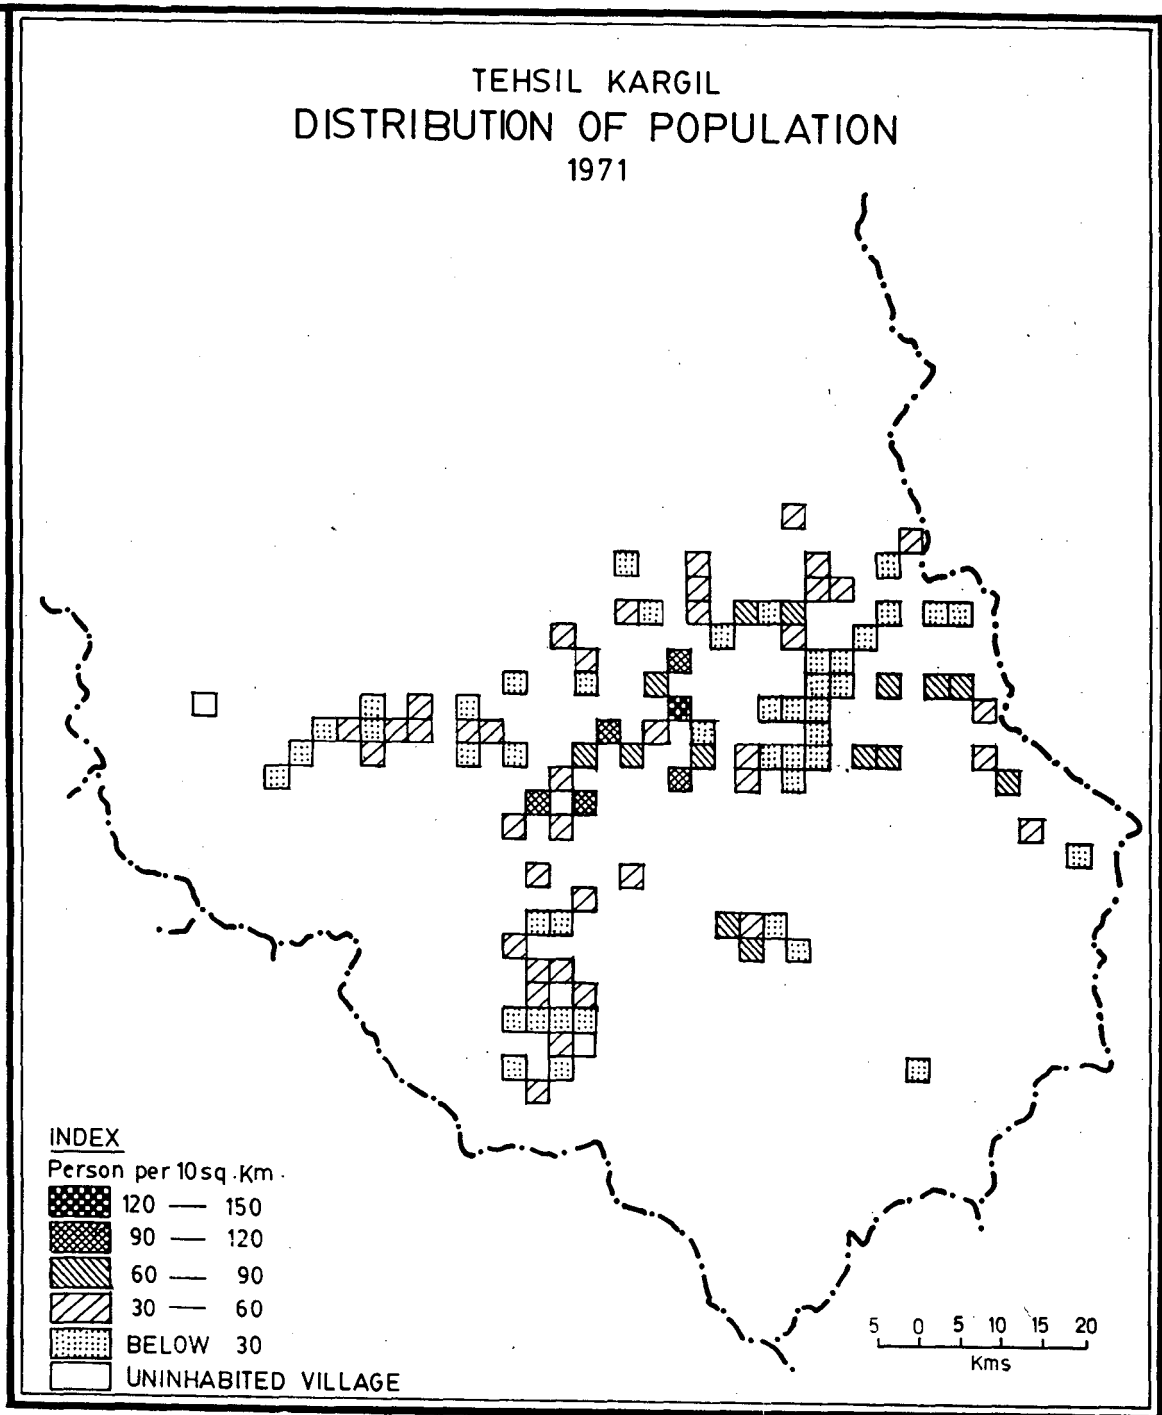 TEHSIL KARGIL
DISTRIBUTION OF POPULATION
1971
INDEX
Person per 10 sq.Km.
120 — 150
90 — 120
60 — 90
30 — 60
BELOW 30
UNINHABITED VILLAGE
5 0 5 10 15 20
Kms